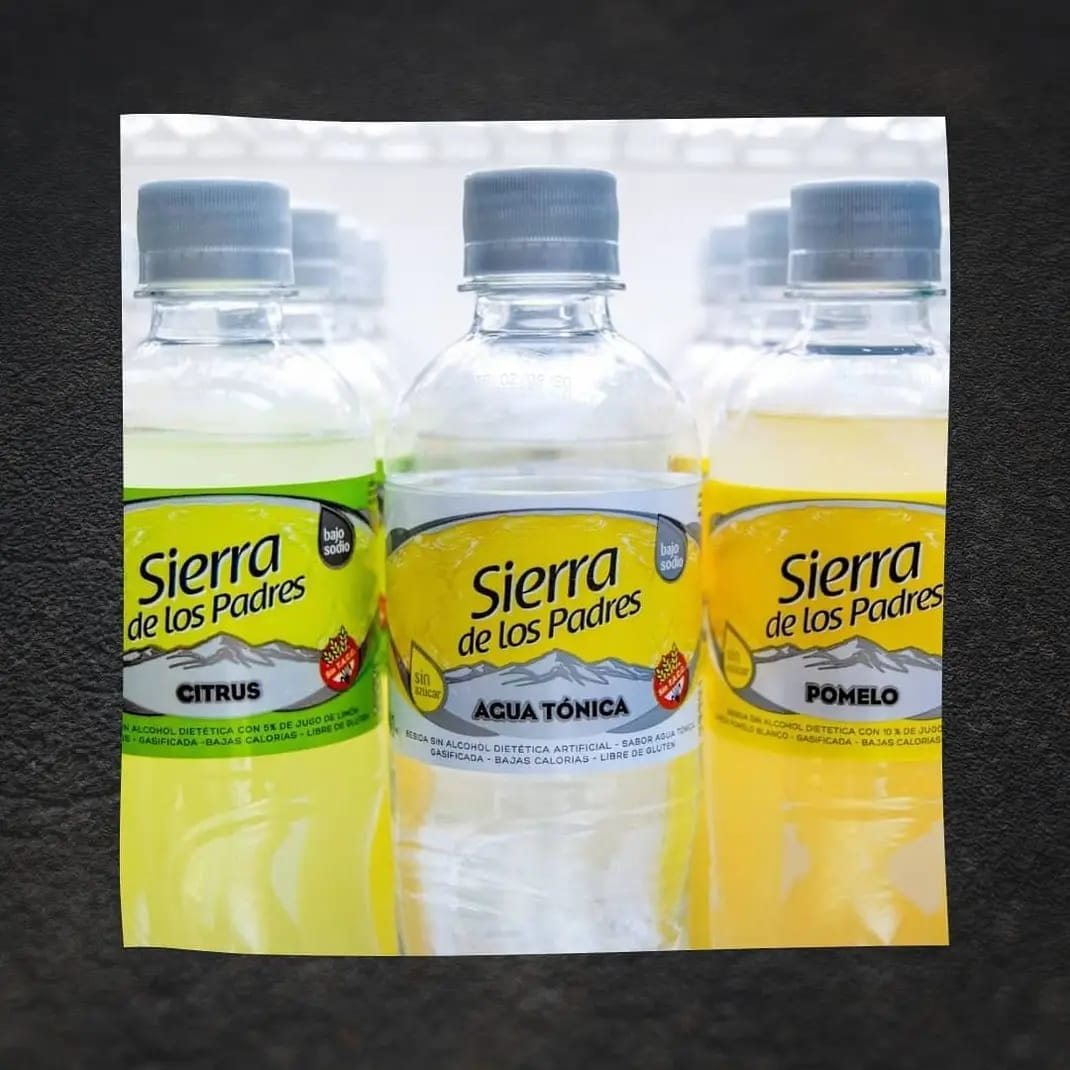 bajo
sodio
Sierra
de los Padres
Sin T.A.C.C.
CITRUS
ALCOHOL DIETÉTICA CON 5% DE JUGO DE LIMÓN
- GASIFICADA - BAJAS CALORÍAS - LIBRE DE GLUTEN
bajo
sodio
Sierra
de los Padres
sin
azúcar
Sin T.A.C.C.
AGUA TÓNICA
BEBIDA SIN ALCOHOL DIETÉTICA ARTIFICIAL - SABOR AGUA TÓNICA
GASIFICADA - BAJAS CALORÍAS - LIBRE DE GLUTEN
Sierra
de los Padres
sin
azúcar
POMELO
BEBIDA SIN ALCOHOL DIETÉTICA CON 10 % DE JUGO
POMELO BLANCO - GASIFICADA - BAJAS CALORÍAS